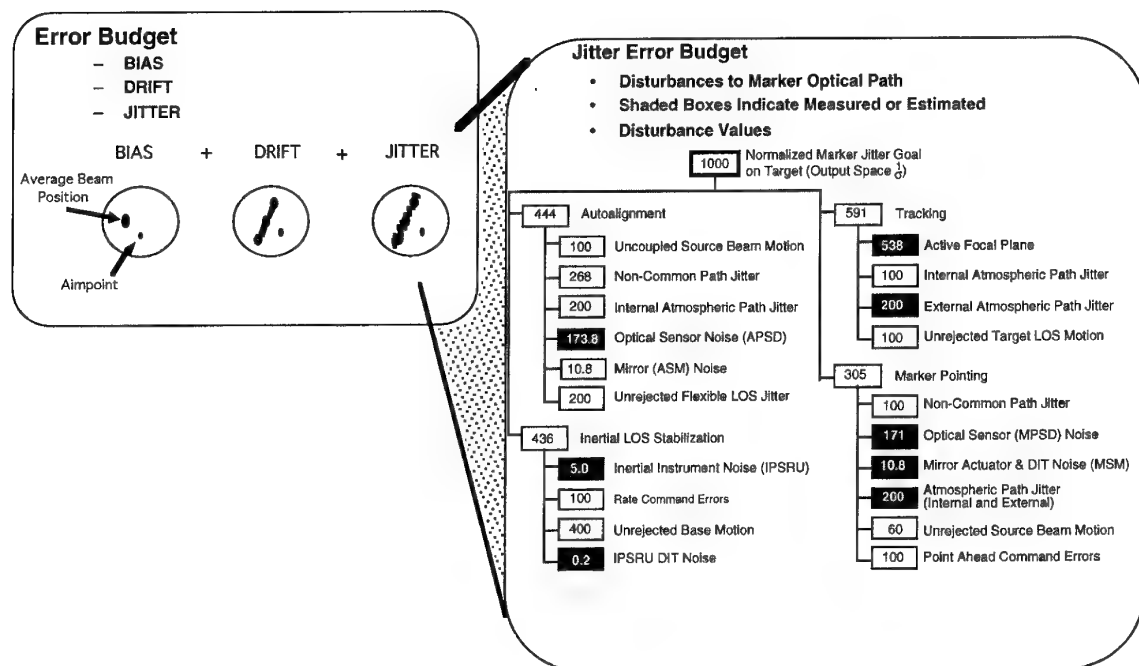 Error Budget
– BIAS
– DRIFT
– JITTER
BIAS + DRIFT + JITTER
Average Beam
Position
Aimpoint
Jitter Error Budget
• Disturbances to Marker Optical Path
• Shaded Boxes Indicate Measured or Estimated
• Disturbance Values
1000 Normalized Marker Jitter Goal
on Target (Output Space 1/σ)
444 Autoalignment
100 Uncoupled Source Beam Motion
268 Non-Common Path Jitter
200 Internal Atmospheric Path Jitter
173.8 Optical Sensor Noise (APSD)
10.8 Mirror (ASM) Noise
200 Unrejected Flexible LOS Jitter
436 Inertial LOS Stabilization
5.0 Inertial Instrument Noise (IPSRU)
100 Rate Command Errors
400 Unrejected Base Motion
0.2 IPSRU DIT Noise
591 Tracking
538 Active Focal Plane
100 Internal Atmospheric Path Jitter
200 External Atmospheric Path Jitter
100 Unrejected Target LOS Motion
305 Marker Pointing
100 Non-Common Path Jitter
171 Optical Sensor (MPSD) Noise
10.8 Mirror Actuator & DIT Noise (MSM)
200 Atmospheric Path Jitter
(Internal and External)
60 Unrejected Source Beam Motion
100 Point Ahead Command Errors